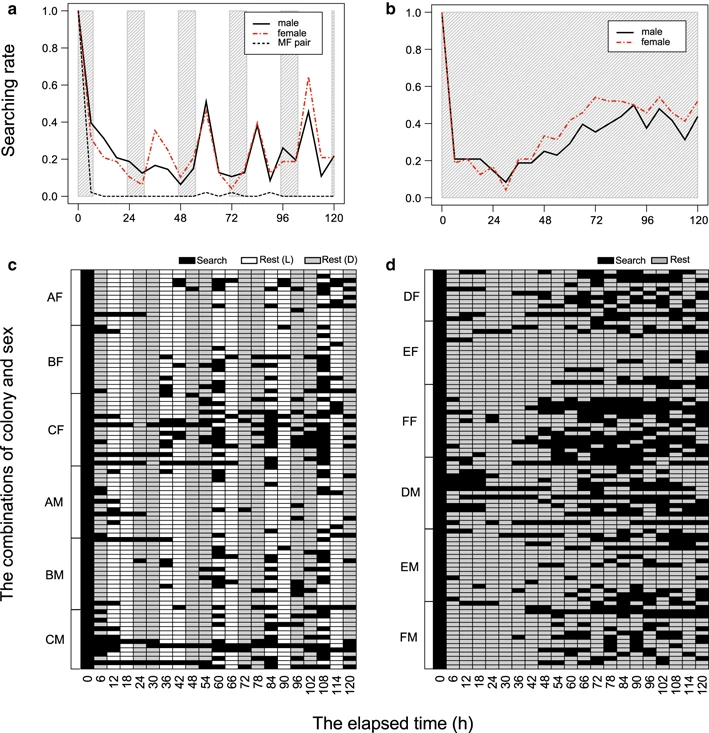 a
b
1.0
0.8
0.6
0.4
0.2
0.0
Searching rate
male
female
MF pair
0 24 48 72 96 120
1.0
0.8
0.6
0.4
0.2
0.0
male
female
0 24 48 72 96 120
c
Search Rest (L) Rest (D)
d
Search Rest
The combinations of colony and sex
AF
BF
CF
AM
BM
CM
DF
EF
FF
DM
EM
FM
0 6 12 18 24 30 36 42 48 54 60 66 72 78 84 90 96 102 108 114 120
0 6 12 18 24 30 36 42 48 54 60 66 72 78 84 90 96 102 108 114 120
The elapsed time (h)